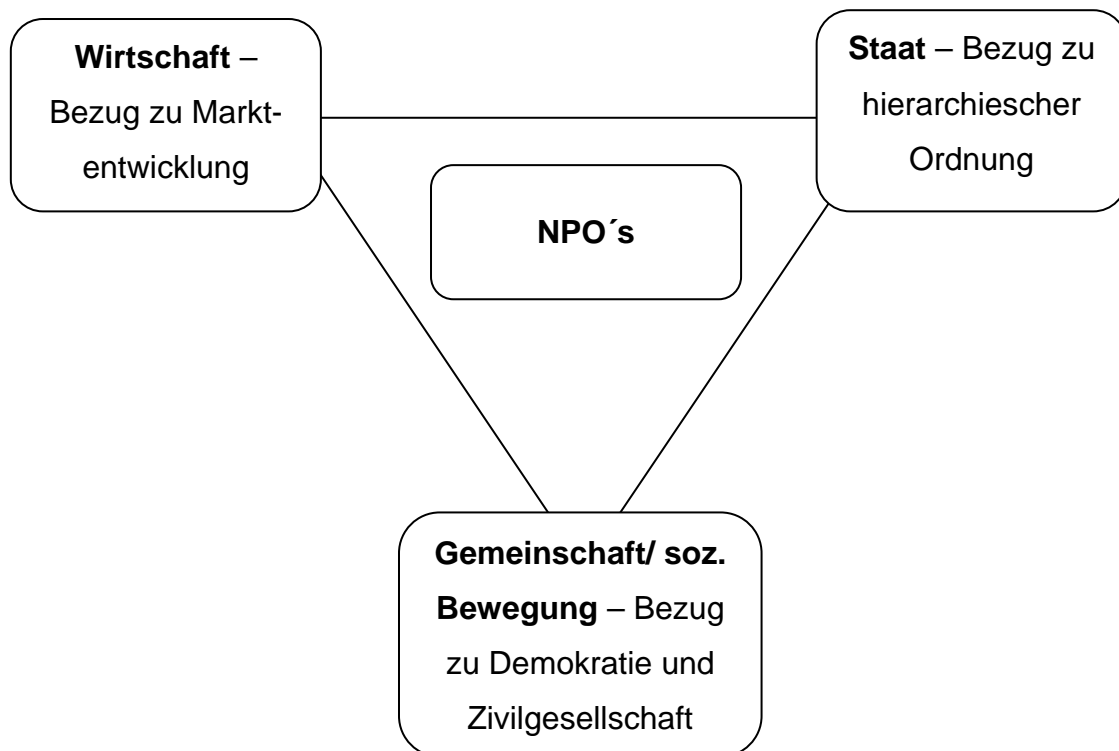 Wirtschaft –
Bezug zu Markt-
entwicklung
Staat – Bezug zu
hierarchiescher
Ordnung
NPO´s
Gemeinschaft/ soz.
Bewegung – Bezug
zu Demokratie und
Zivilgesellschaft